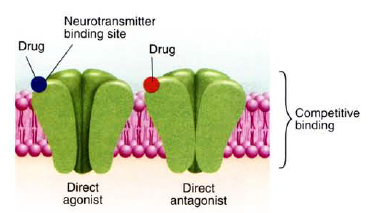 Neurotransmitter
binding site
Drug
Drug
Competitive
binding
Direct
agonist
Direct
antagonist